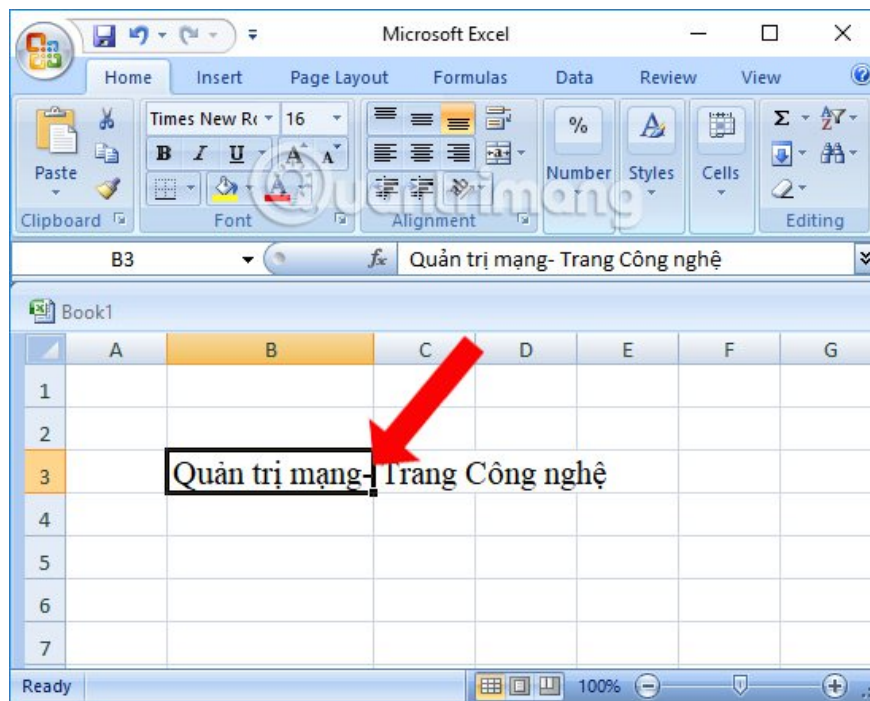 Microsoft Excel
Home Insert Page Layout Formulas Data Review View
Times New Ro 16
Paste B I U A A % Number Styles Cells Σ
Clipboard Font Alignment Editing
@uantrimang
B3 fx Quản trị mạng- Trang Công nghệ
Book1
A B C D E F G
1
2
3 Quản trị mạng- Trang Công nghệ
4
5
6
7
Ready 100%